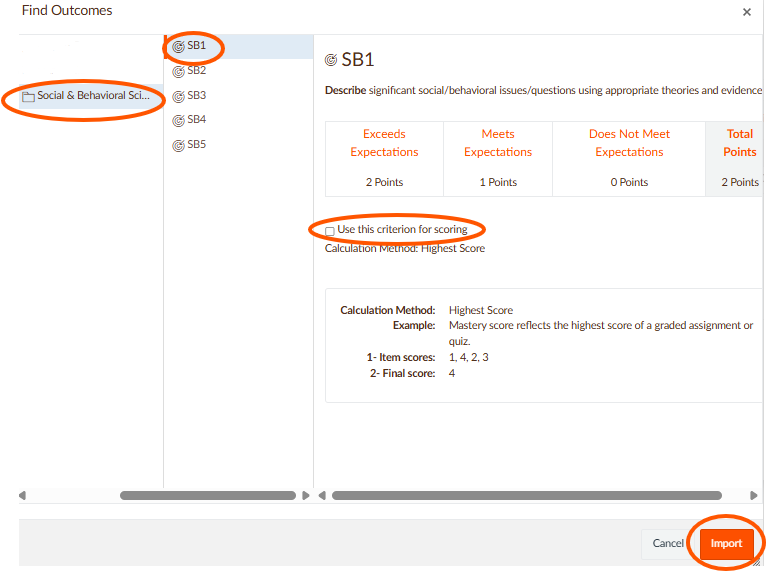 Find Outcomes
×
Social & Behavioral Sci...
SB1
SB2
SB3
SB4
SB5
SB1
Describe significant social/behavioral issues/questions using appropriate theories and evidence
Exceeds Expectations
Meets Expectations
Does Not Meet Expectations
Total Points
2 Points
1 Points
0 Points
2 Points
Use this criterion for scoring
Calculation Method: Highest Score
Calculation Method: Highest Score
Example: Mastery score reflects the highest score of a graded assignment or
quiz.
1- Item scores: 1, 4, 2, 3
2- Final score: 4
Cancel
Import